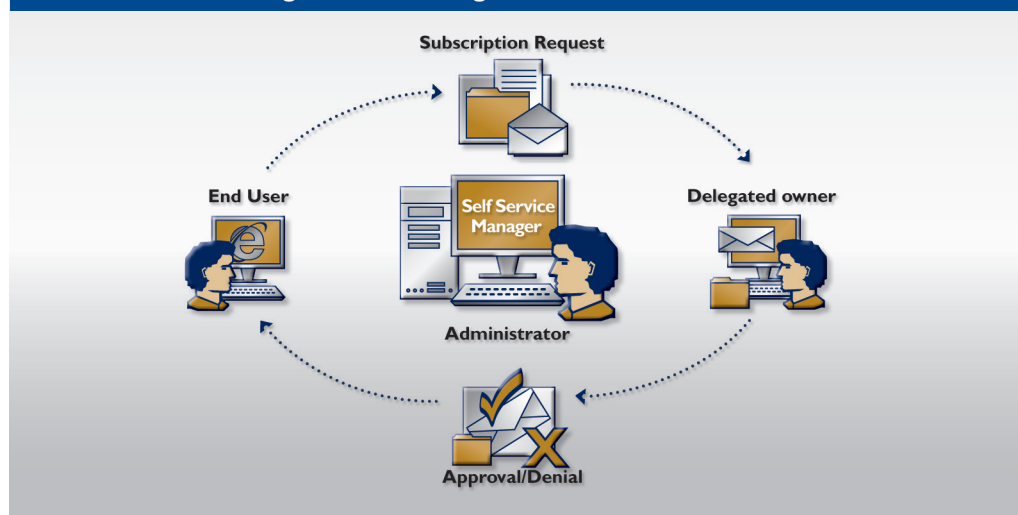 Subscription Request
End User
Self Service
Manager
Delegated owner
Administrator
Approval/Denial